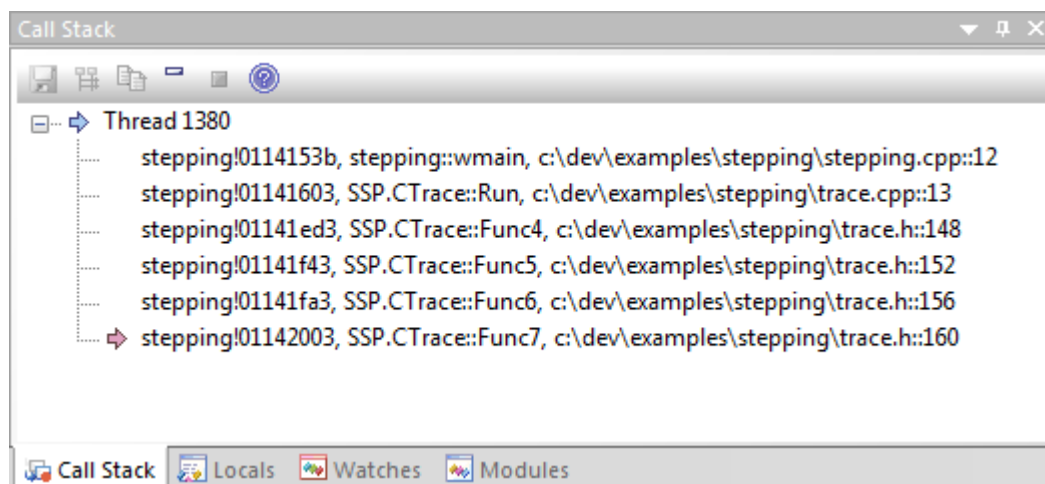 Call Stack
Thread 1380
stepping!0114153b, stepping::wmain, c:\dev\examples\stepping\stepping.cpp::12
stepping!01141603, SSP.CTrace::Run, c:\dev\examples\stepping\trace.cpp::13
stepping!01141ed3, SSP.CTrace::Func4, c:\dev\examples\stepping\trace.h::148
stepping!01141f43, SSP.CTrace::Func5, c:\dev\examples\stepping\trace.h::152
stepping!01141fa3, SSP.CTrace::Func6, c:\dev\examples\stepping\trace.h::156
stepping!01142003, SSP.CTrace::Func7, c:\dev\examples\stepping\trace.h::160
Call Stack Locals Watches Modules